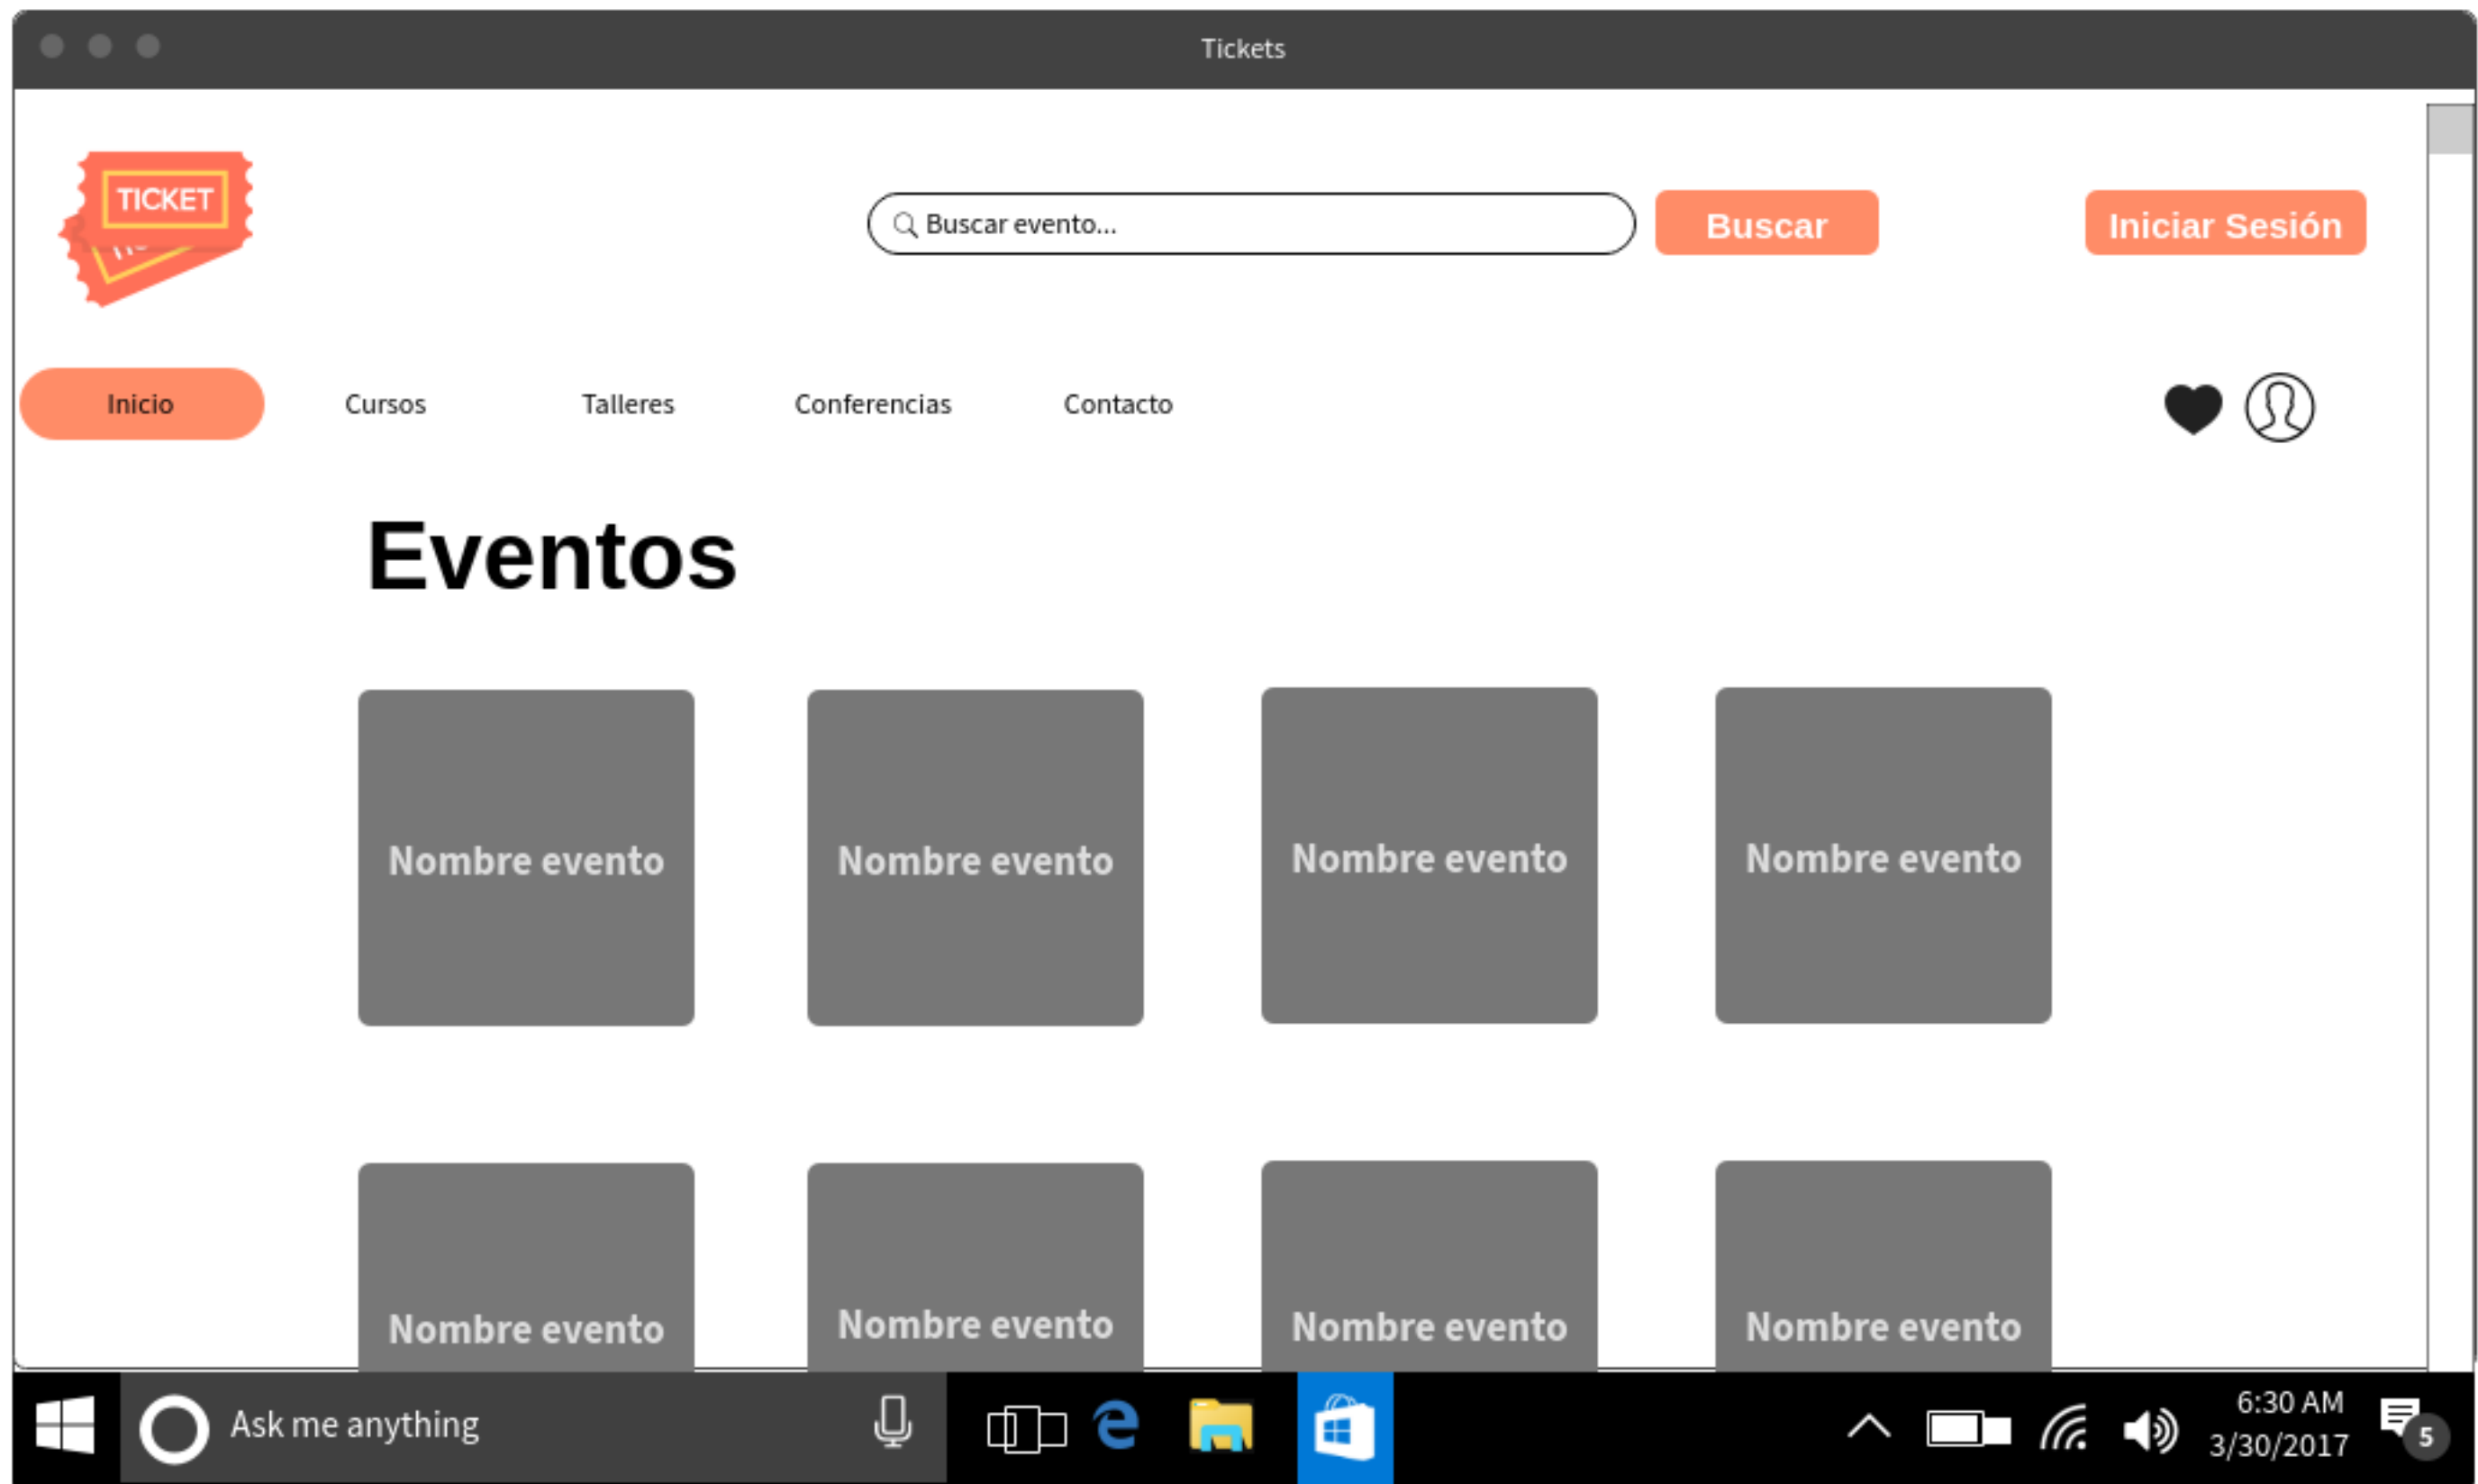 Tickets
TICKET
Buscar evento...
Buscar
Iniciar Sesión
Inicio
Cursos
Talleres
Conferencias
Contacto
Eventos
Nombre evento
Nombre evento
Nombre evento
Nombre evento
Nombre evento
Nombre evento
Nombre evento
Nombre evento
Ask me anything
6:30 AM
3/30/2017
5